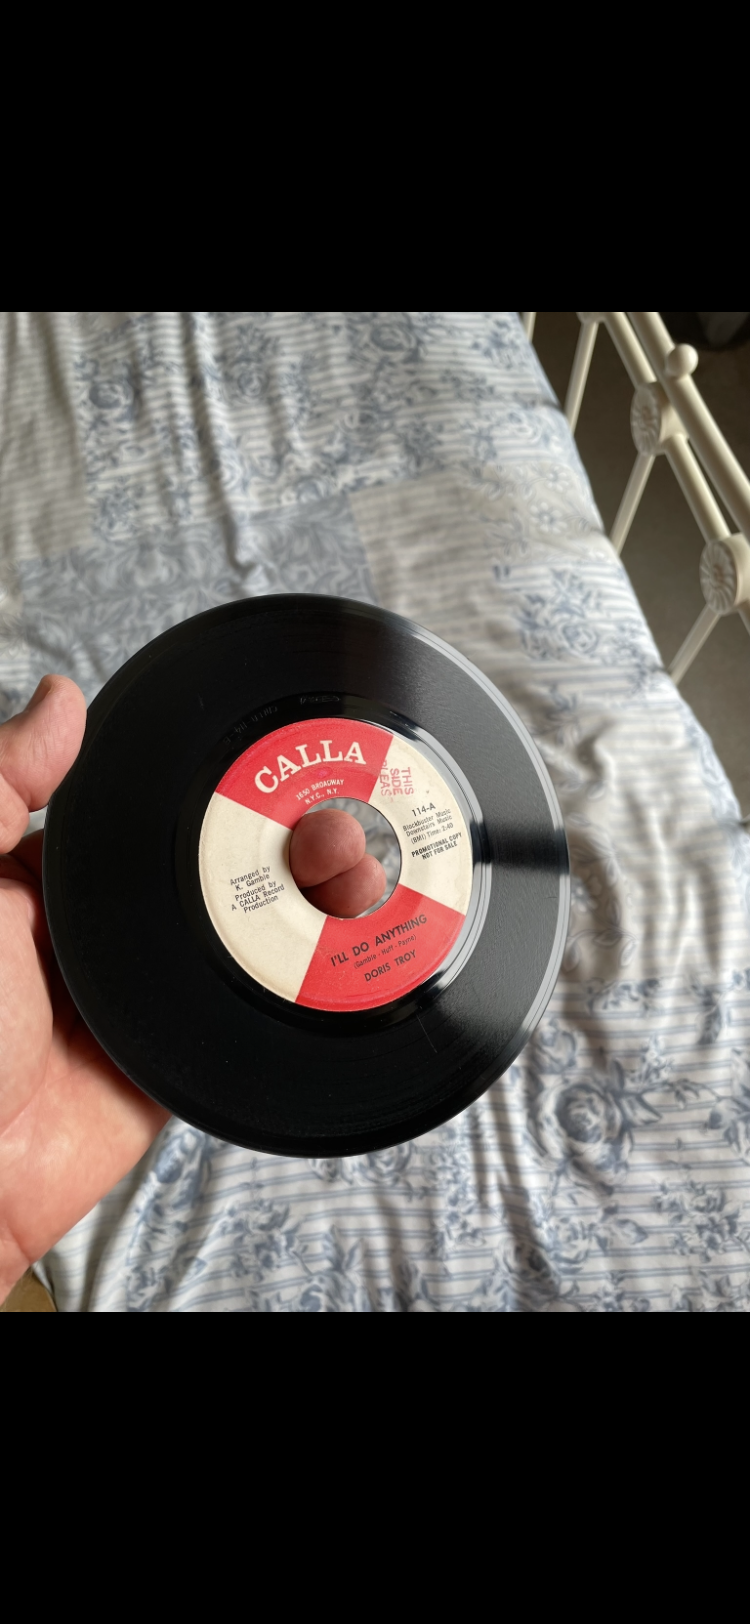 CALLA
1650 BROADWAY
N.Y.C., N.Y.
THIS
SIDE
PLEAS
114-A
Blockbuster Music
Downstairs Music
(BMI) Time: 2:40
PROMOTIONAL COPY
NOT FOR SALE
Arranged by
K. Gamble
Produced by
A CALLA Record
Production
I'LL DO ANYTHING
(Gamble - Huff - Payne)
DORIS TROY